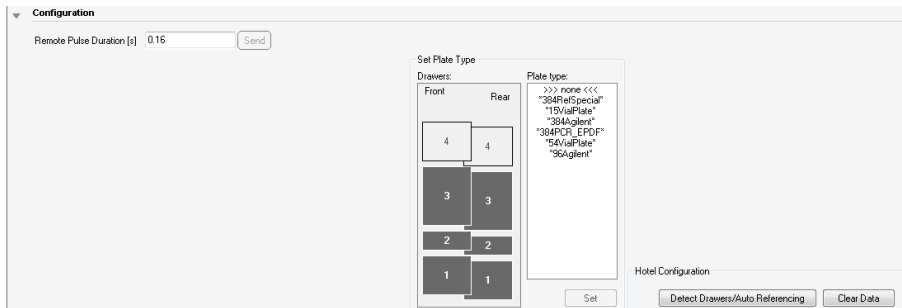 Configuration
Remote Pulse Duration [s] 0.16 Send
Set Plate Type
Drawers:
Front Rear
4 4
3 3
2 2
1 1
Plate type:
>>> none <<<
"384RefSpecial"
"15VialPlate"
"384Agilent"
"384PCR_EPDF"
"54VialPlate"
"96Agilent"
Set
Hotel Configuration
Detect Drawers/Auto Referencing Clear Data